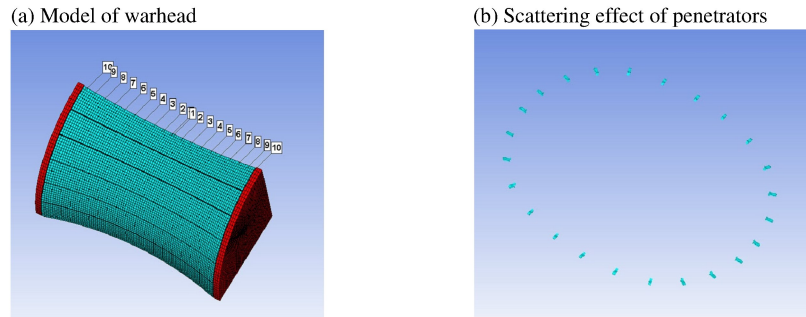 (a) Model of warhead
(b) Scattering effect of penetrators
10 9 8 7 6 5 4 3 2 1 2 3 4 5 6 7 8 9 10